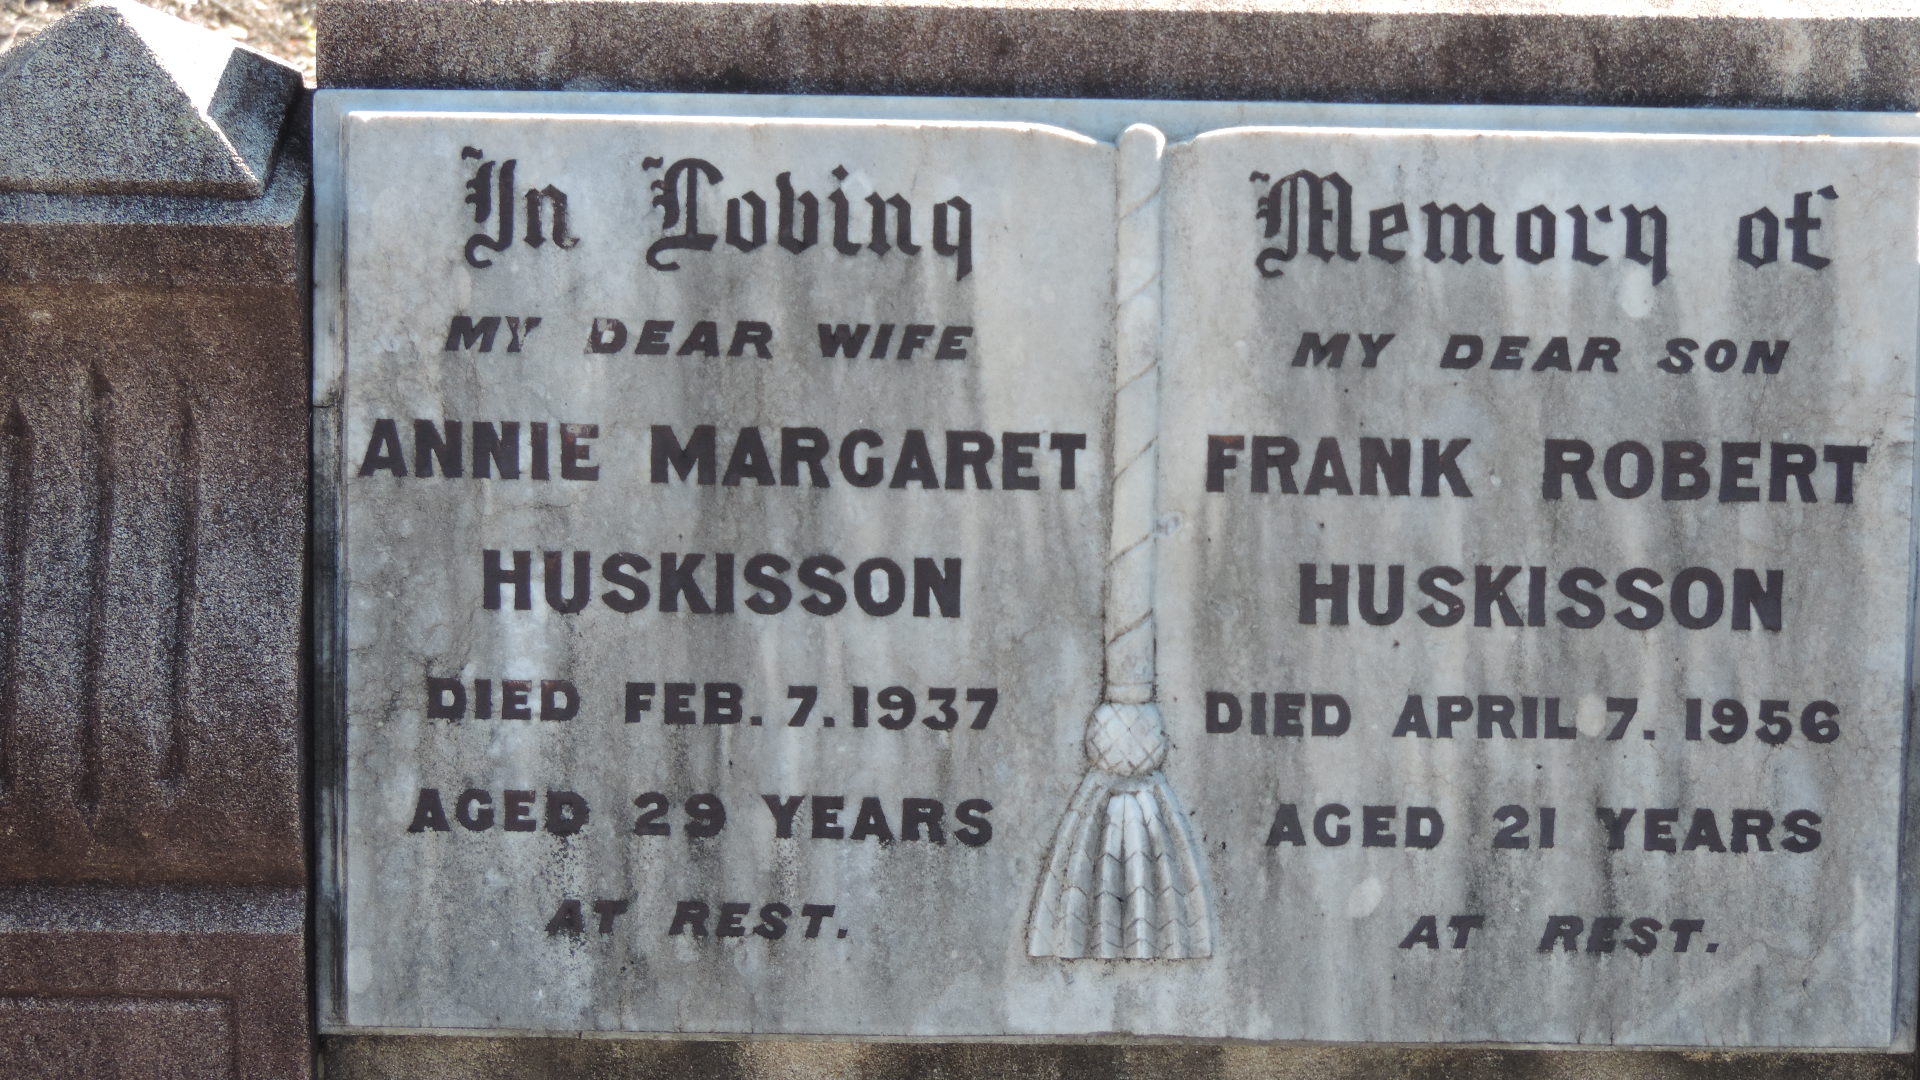 In Loving
MY DEAR WIFE
ANNIE MARGARET
HUSKISSON
DIED FEB. 7. 1937
AGED 29 YEARS
AT REST.
Memory of
MY DEAR SON
FRANK ROBERT
HUSKISSON
DIED APRIL 7. 1956
AGED 21 YEARS
AT REST.